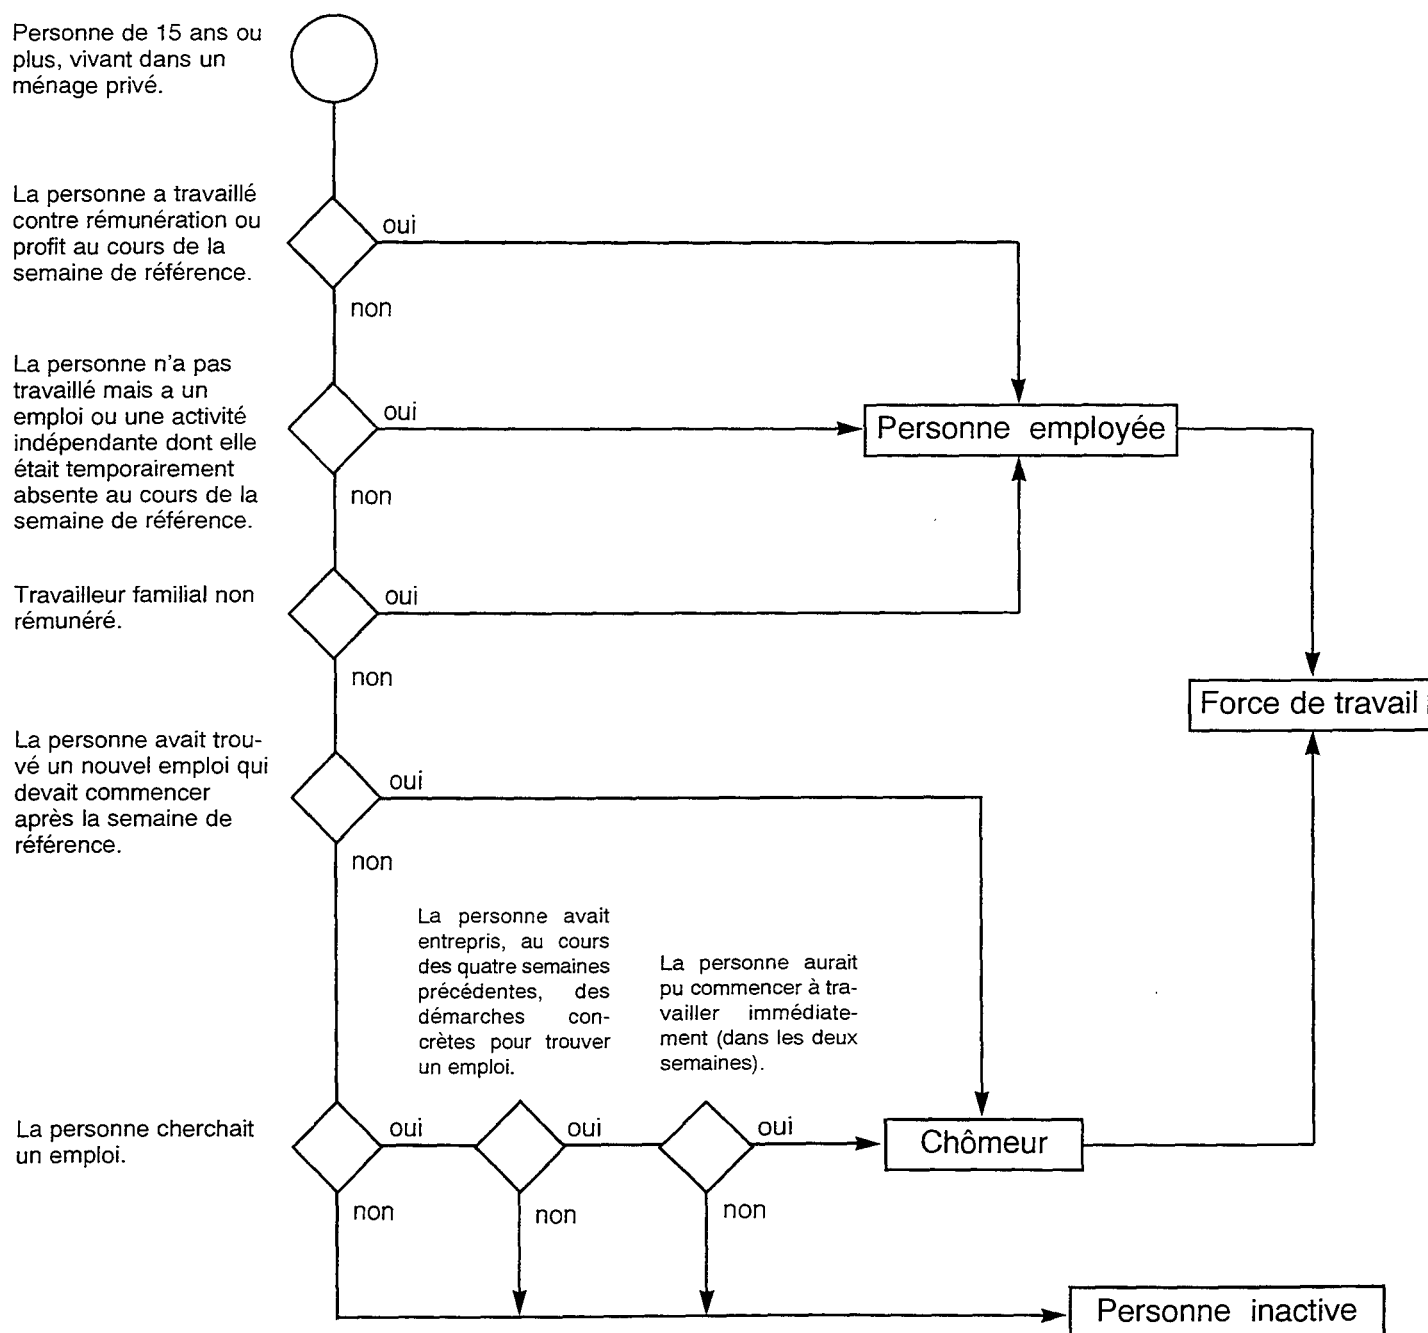 Personne de 15 ans ou
plus, vivant dans un
ménage privé.
La personne a travaillé
contre rémunération ou
profit au cours de la
semaine de référence.
oui
non
La personne n'a pas
travaillé mais a un
emploi ou une activité
indépendante dont elle
était temporairement
absente au cours de la
semaine de référence.
oui
non
Personne employée
Travailleur familial non
rémunéré.
oui
non
Force de travail
La personne avait trou-
vé un nouvel emploi qui
devait commencer
après la semaine de
référence.
oui
non
La personne avait
entrepris, au cours
des quatre semaines
précédentes, des
démarches con-
crètes pour trouver
un emploi.
La personne aurait
pu commencer à tra-
vailler immédiate-
ment (dans les deux
semaines).
La personne cherchait
un emploi.
oui
oui
oui
Chômeur
non
non
non
Personne inactive